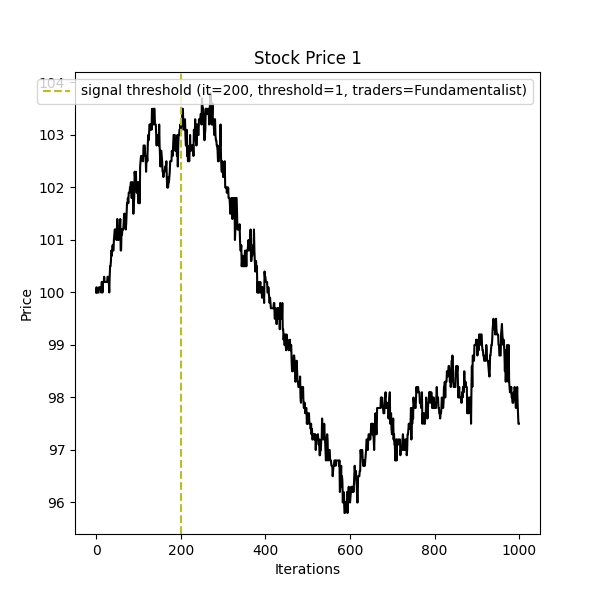 Stock Price 1
104
signal threshold (it=200, threshold=1, traders=Fundamentalist)
103
102
101
100
99
98
97
96
Price
0 200 400 600 800 1000
Iterations